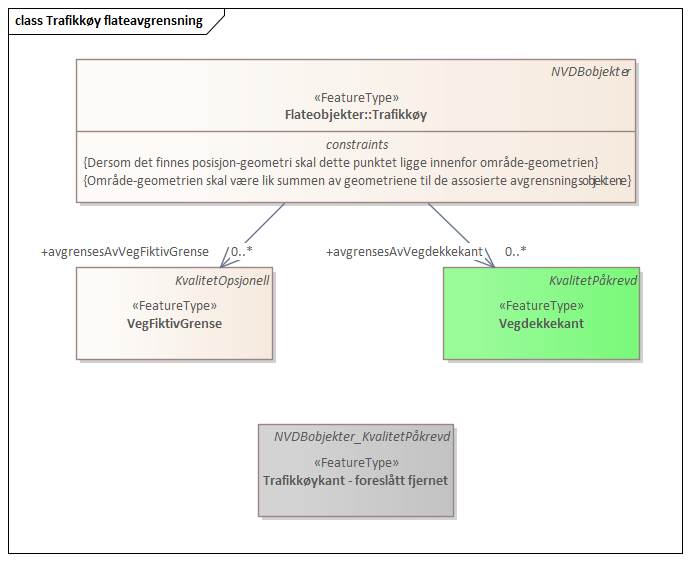 class Trafikkøy flateavgrensning
NVDBobjekter
«FeatureType»
Flateobjekter::Trafikkøy
constraints
{Dersom det finnes posisjon-geometri skal dette punktet ligge innenfor område-geometrien}
{Område-geometrien skal være lik summen av geometriene til de assosierte avgrensningsobjektene}
+avgrensesAvVegFiktivGrense 0..*
+avgrensesAvVegdekkekant 0..*
KvalitetOpsjonell
«FeatureType»
VegFiktivGrense
KvalitetPåkrevd
«FeatureType»
Vegdekkekant
NVDBobjekter_KvalitetPåkrevd
«FeatureType»
Trafikkøykant - foreslått fjernet